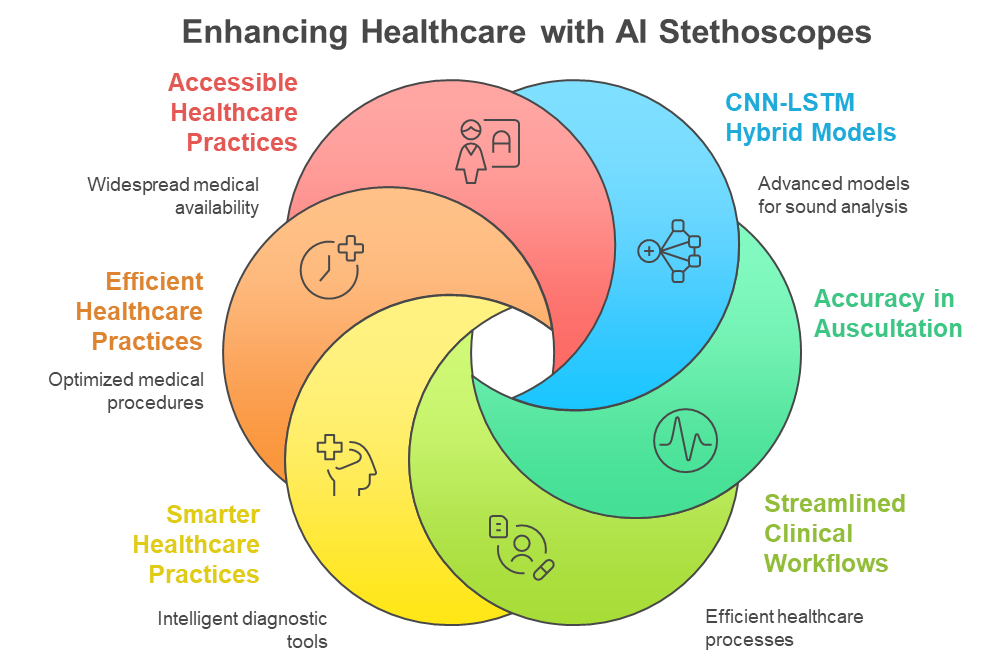 Enhancing Healthcare with AI Stethoscopes
Accessible
Healthcare
Practices
Widespread medical
availability
CNN-LSTM
Hybrid Models
Advanced models
for sound analysis
Efficient
Healthcare
Practices
Optimized medical
procedures
Accuracy in
Auscultation
Smarter
Healthcare
Practices
Intelligent diagnostic
tools
Streamlined
Clinical
Workflows
Efficient healthcare
processes